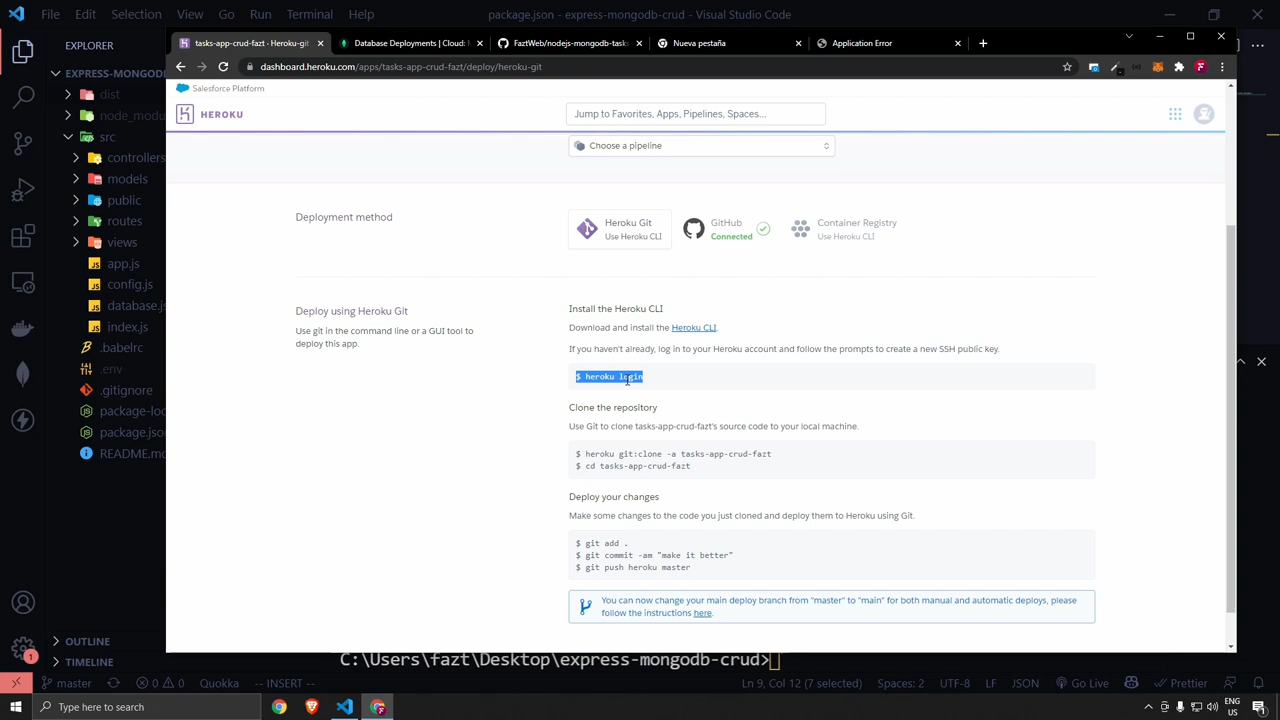 File Edit Selection View Go Run Terminal Help
package.json - express-mongodb-crud - Visual Studio Code
EXPLORER
EXPRESS-MONGOD
dist
node_modu
src
controllers
models
public
routes
views
app.js
config.js
database.js
index.js
.babelrc
.env
.gitignore
package-loc
package.json
README.md
OUTLINE
TIMELINE
tasks-app-crud-fazt · Heroku-git
Database Deployments | Cloud: M
FaztWeb/nodejs-mongodb-tasks-
Nueva pestaña
Application Error
dashboard.heroku.com/apps/tasks-app-crud-fazt/deploy/heroku-git
Salesforce Platform
HEROKU
Jump to Favorites, Apps, Pipelines, Spaces...
Choose a pipeline
Deployment method
Heroku Git
Use Heroku CLI
GitHub
Connected
Container Registry
Use Heroku CLI
Deploy using Heroku Git
Use git in the command line or a GUI tool to
deploy this app.
Install the Heroku CLI
Download and install the Heroku CLI.
If you haven't already, log in to your Heroku account and follow the prompts to create a new SSH public key.
$ heroku login
Clone the repository
Use Git to clone tasks-app-crud-fazt's source code to your local machine.
$ heroku git:clone -a tasks-app-crud-fazt
$ cd tasks-app-crud-fazt
Deploy your changes
Make some changes to the code you just cloned and deploy them to Heroku using Git.
$ git add .
$ git commit -am "make it better"
$ git push heroku master
You can now change your main deploy branch from "master" to "main" for both manual and automatic deploys, please
follow the instructions here.
C:\Users\fazt\Desktop\express-mongodb-crud>
1
master 0 0 Quokka -- INSERT -- Ln 9, Col 12 (7 selected) Spaces: 2 UTF-8 LF JSON Go Live Prettier
Type here to search
ENG
US
1